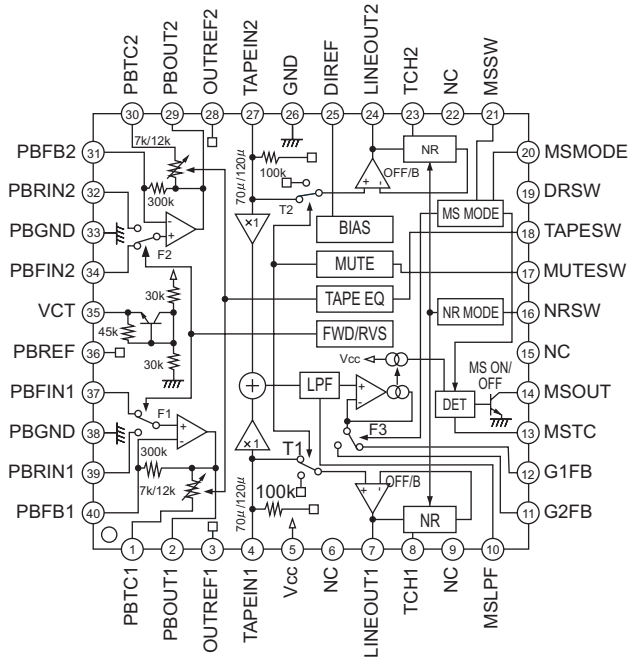 PBTC2
PBOUT2
OUTREF2
TAPEIN2
GND
DIREF
LINEOUT2
TCH2
NC
MSSW
30
29
28
27
26
25
24
23
22
21
PBFB2 31
PBRIN2 32
PBGND 33
PBFIN2 34
VCT 35
PBREF 36
PBFIN1 37
PBGND 38
PBRIN1 39
PBFB1 40
7k/12k
300k
-
+
F2
30k
45k
30k
F1
+
-
300k
7k/12k
70μ/120μ
100k
T2
×1
+
×1
70μ/120μ
T1
100k
NR
OFF/B
+ -
BIAS
MUTE
TAPE EQ
FWD/RVS
MS MODE
NR MODE
Vcc
LPF
+
-
F3
DET
MS ON/
OFF
+ -
OFF/B
NR
20 MSMODE
19 DRSW
18 TAPESW
17 MUTESW
16 NRSW
15 NC
14 MSOUT
13 MSTC
12 G1FB
11 G2FB
1
2
3
4
5
6
7
8
9
10
PBTC1
PBOUT1
OUTREF1
TAPEIN1
Vcc
NC
LINEOUT1
TCH1
NC
MSLPF